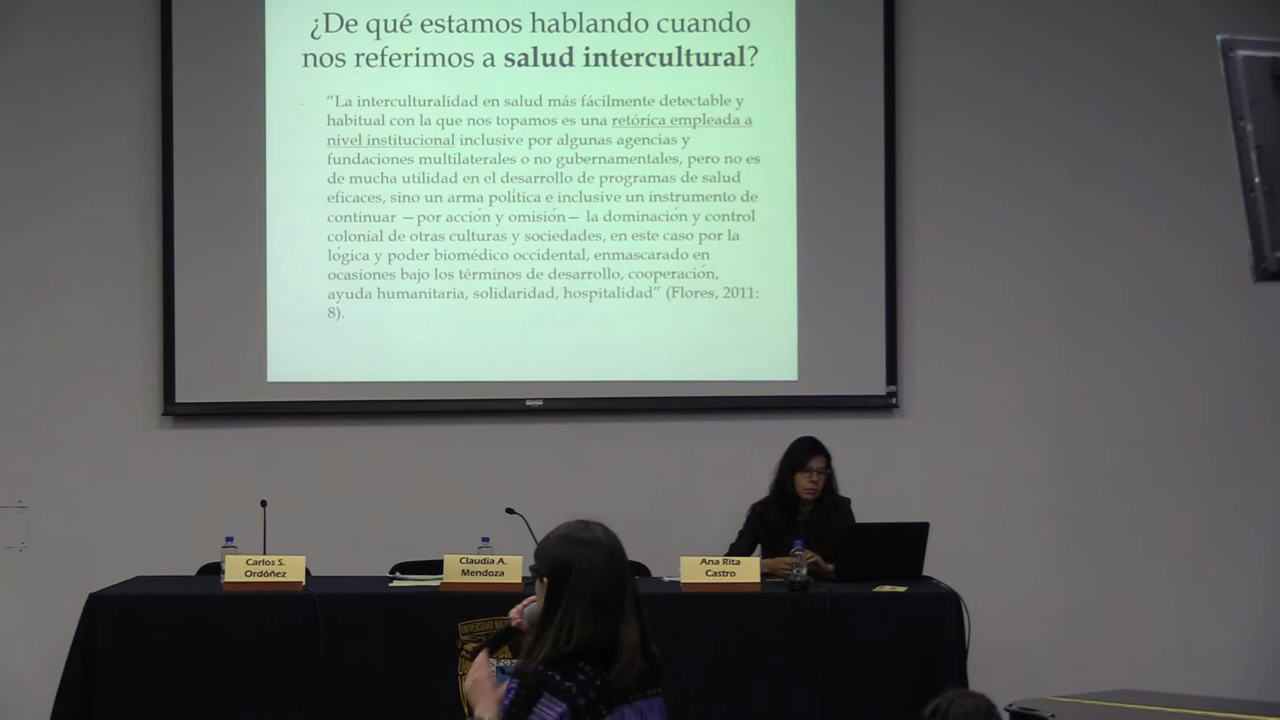 ¿De qué estamos hablando cuando
nos referimos a salud intercultural?
“La interculturalidad en salud más fácilmente detectable y
habitual con la que nos topamos es una retórica empleada a
nivel institucional inclusive por algunas agencias y
fundaciones multilaterales o no gubernamentales, pero no es
de mucha utilidad en el desarrollo de programas de salud
eficaces, sino un arma política e inclusive un instrumento de
continuar —por acción y omisión— la dominación y control
colonial de otras culturas y sociedades, en este caso por la
lógica y poder biomédico occidental, enmascarado en
ocasiones bajo los términos de desarrollo, cooperación,
ayuda humanitaria, solidaridad, hospitalidad” (Flores, 2011:
8).
Carlos S.
Ordóñez
Claudia A.
Mendoza
Ana Rita
Castro
UNIVERSIDAD
POR